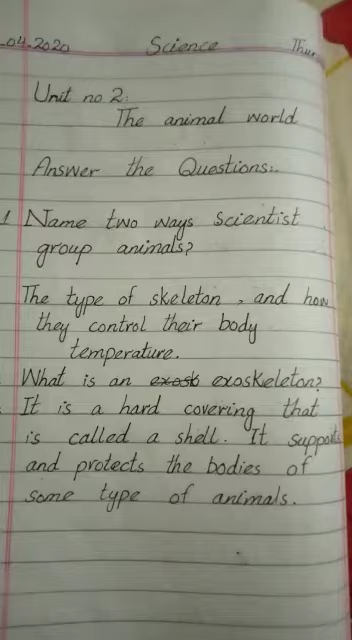 .04.2020 Science Thur
Unit no 2:
The animal world
Answer the Questions:.
1 Name two ways scientist
group animals?
The type of skeleton , and how
they control their body
temperature.
What is an exosk exoskeleton?
It is a hard covering that
is called a shell. It supports
and protects the bodies of
some type of animals.